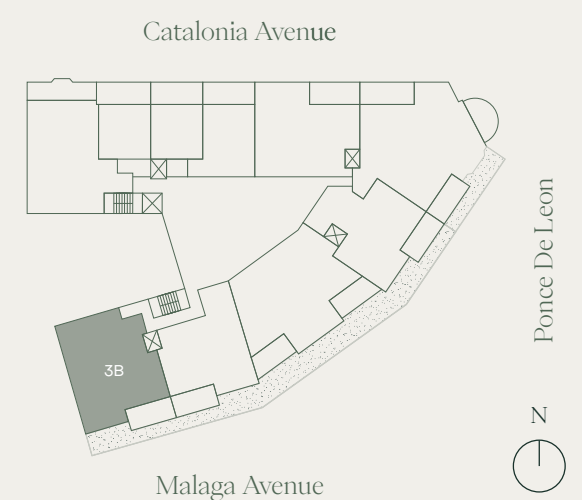 Catalonia Avenue
Ponce De Leon
3B
N
Malaga Avenue